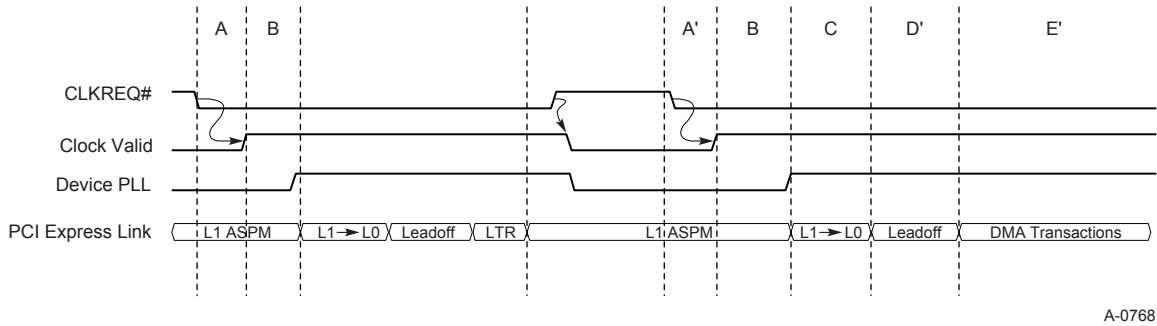 A B A' B C D' E'
CLKREQ#
Clock Valid
Device PLL
PCI Express Link L1 ASPM L1→L0 Leadoff LTR L1 ASPM L1→L0 Leadoff DMA Transactions
A-0768